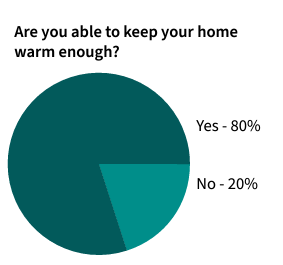 Are you able to keep your home
warm enough?
Yes - 80%
No - 20%